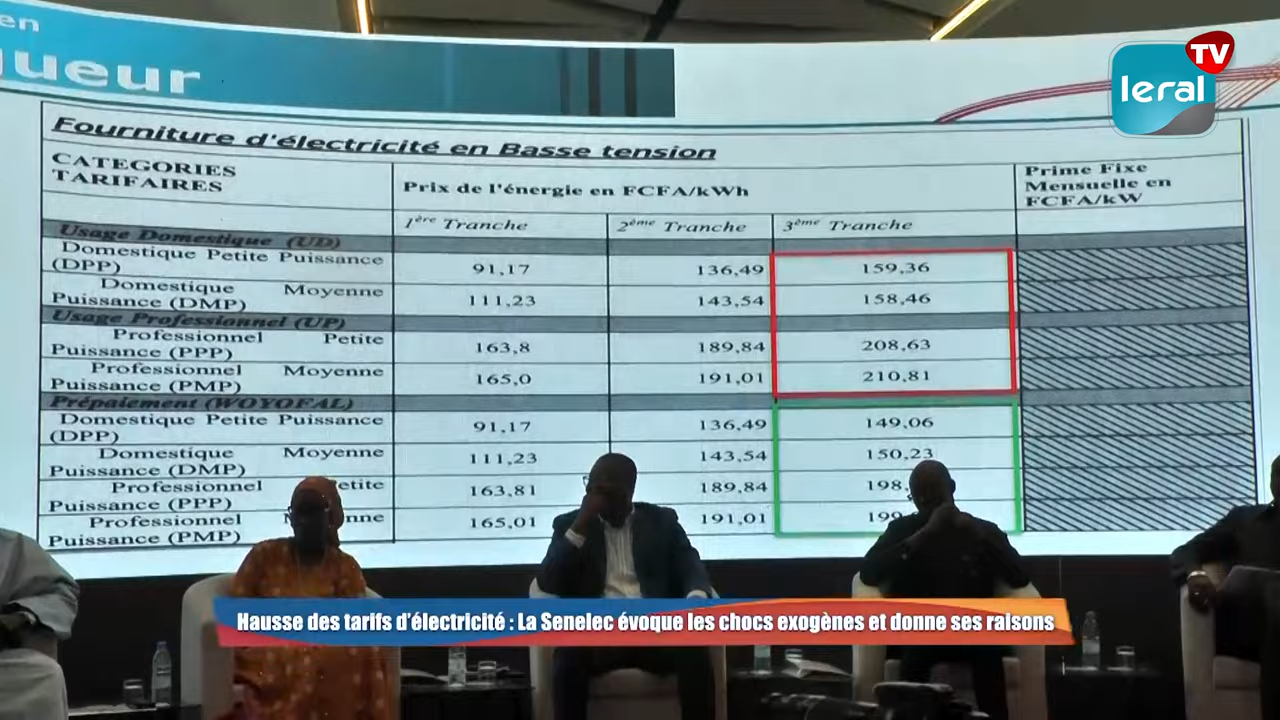 en
gueur
TV
leral
Fourniture d'électricité en Basse tension
CATEGORIES
TARIFAIRES
Prix de l'énergie en FCFA/kWh
Prime Fixe
Mensuelle en
FCFA/kW
1ère Tranche 2ème Tranche 3ème Tranche
Usage Domestique (UD)
Domestique Petite Puissance
(DPP) 91,17 136,49 159,36
Domestique Moyenne
Puissance (DMP) 111,23 143,54 158,46
Usage Professionnel (UP)
Professionnel Petite
Puissance (PPP) 163,8 189,84 208,63
Professionnel Moyenne
Puissance (PMP) 165,0 191,01 210,81
Prépaiement (WOYOFAL)
Domestique Petite Puissance
(DPP) 91,17 136,49 149,06
Domestique Moyenne
Puissance (DMP) 111,23 143,54 150,23
Professionnel etite
Puissance (PPP) 163,81 189,84 198,
Professionnel M yenne
Puissance (PMP) 165,01 191,01 199
Hausse des tarifs d'électricité : La Senelec évoque les chocs exogènes et donne ses raisons